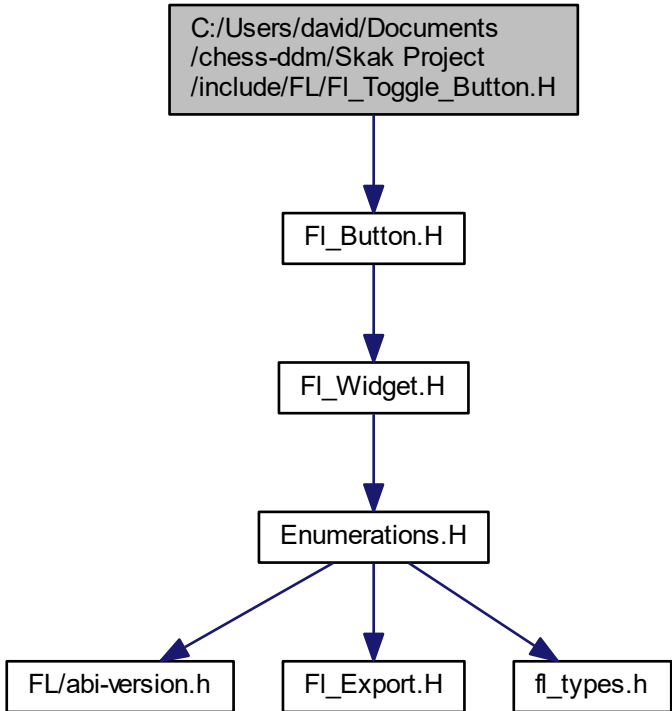 C:/Users/david/Documents
/chess-ddm/Skak Project
/include/FL/Fl_Toggle_Button.H
Fl_Button.H
Fl_Widget.H
Enumerations.H
FL/abi-version.h
Fl_Export.H
fl_types.h